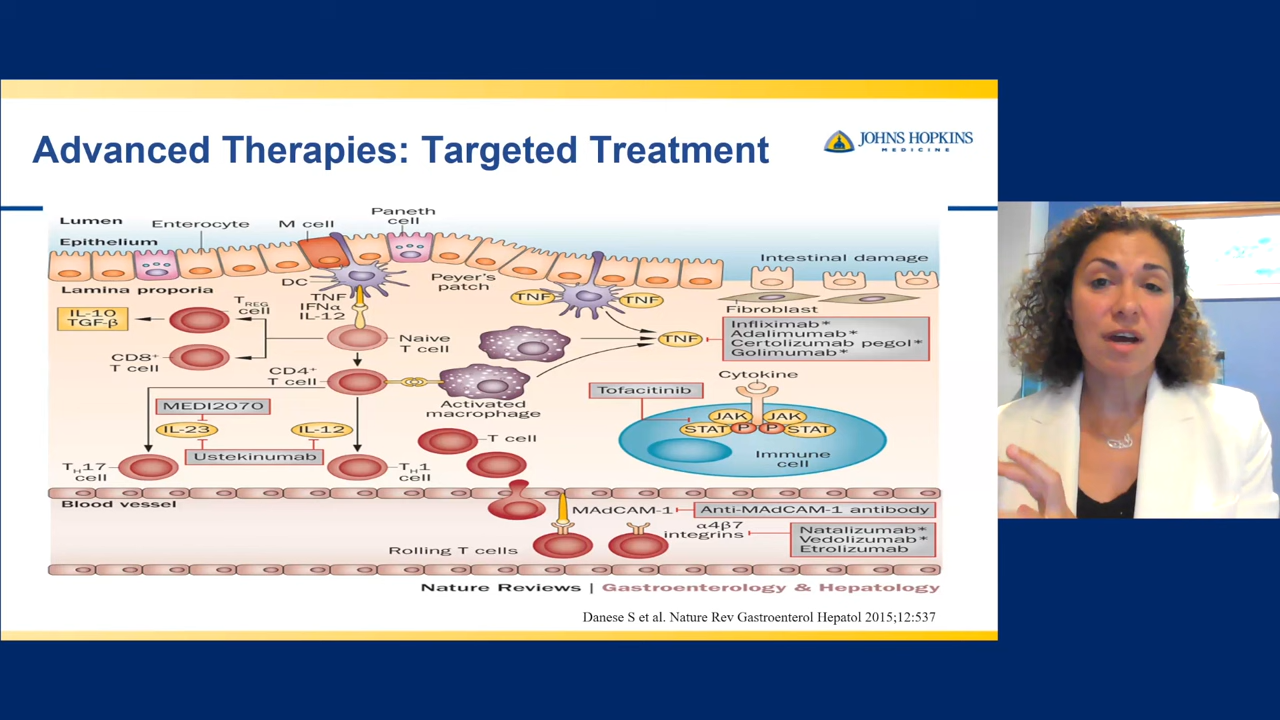 Advanced Therapies: Targeted Treatment
JOHNS HOPKINS
MEDICINE
Lumen
Enterocyte
M cell
Paneth
cell
Epithelium
Intestinal damage
DC
Peyer's
patch
Lamina proporia
TNF
IFNα
IL-12
TREG
cell
IL-10
TGF-β
TNF
TNF
Fibroblast
Naive
T cell
TNF
Infliximab*
Adalimumab*
Certolizumab pegol*
Golimumab*
CD8+
T cell
CD4+
T cell
Activated
macrophage
Cytokine
Tofacitinib
JAK
JAK
STAT
P
P
STAT
Immune
cell
MEDI2070
IL-23
IL-12
Ustekinumab
T cell
TH17
cell
TH1
cell
Blood vessel
MAdCAM-1
Anti-MAdCAM-1 antibody
α4β7
integrins
Natalizumab*
Vedolizumab*
Etrolizumab
Rolling T cells
Nature Reviews | Gastroenterology & Hepatology
Danese S et al. Nature Rev Gastroenterol Hepatol 2015;12:537